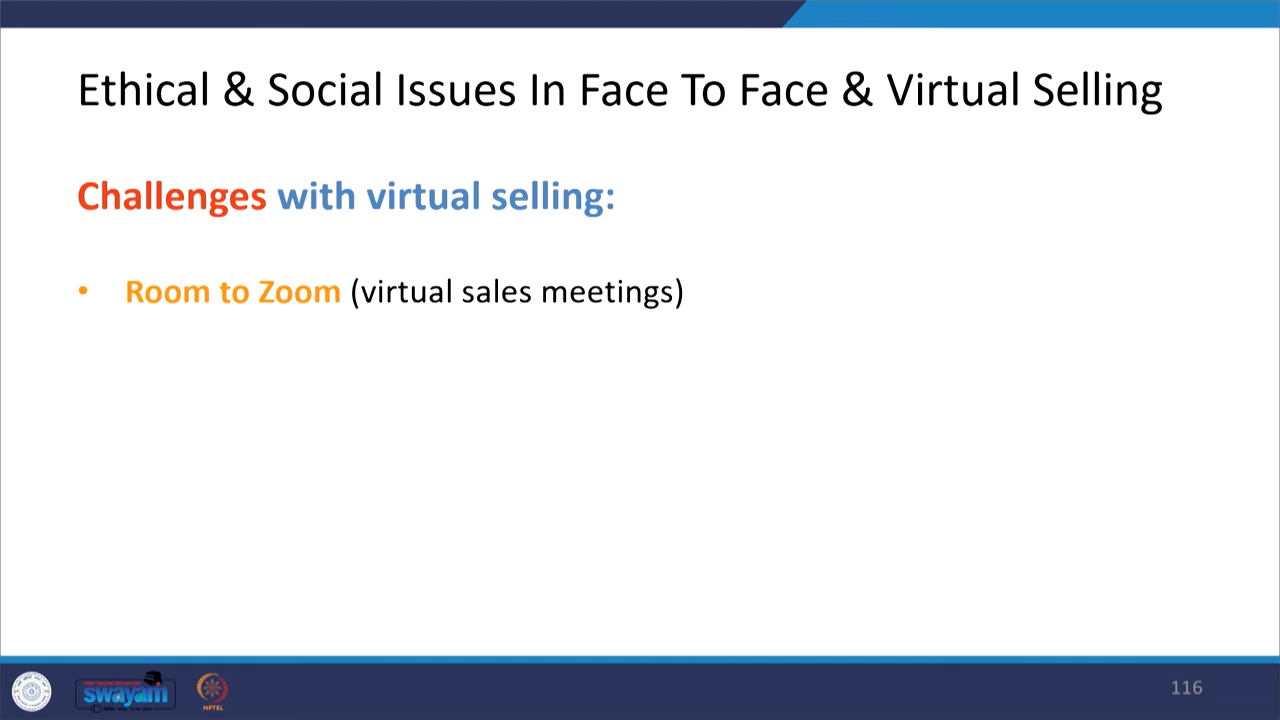 Ethical & Social Issues In Face To Face & Virtual Selling
Challenges with virtual selling:
• Room to Zoom (virtual sales meetings)
swayam
NPTEL
116